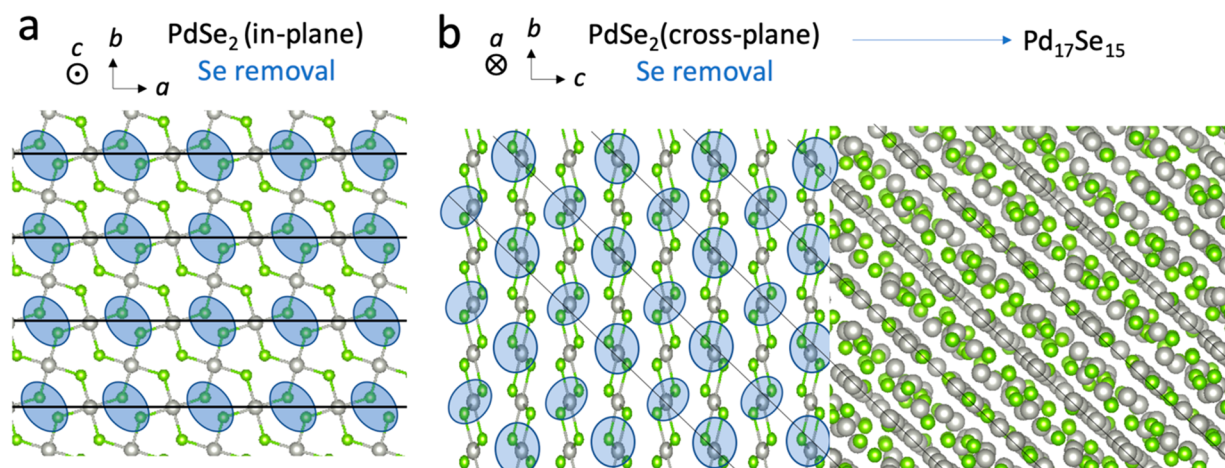 a
c
b
a
PdSe₂ (in-plane)
Se removal
b
a
b
c
PdSe₂(cross-plane)
Se removal
Pd₁₇Se₁₅